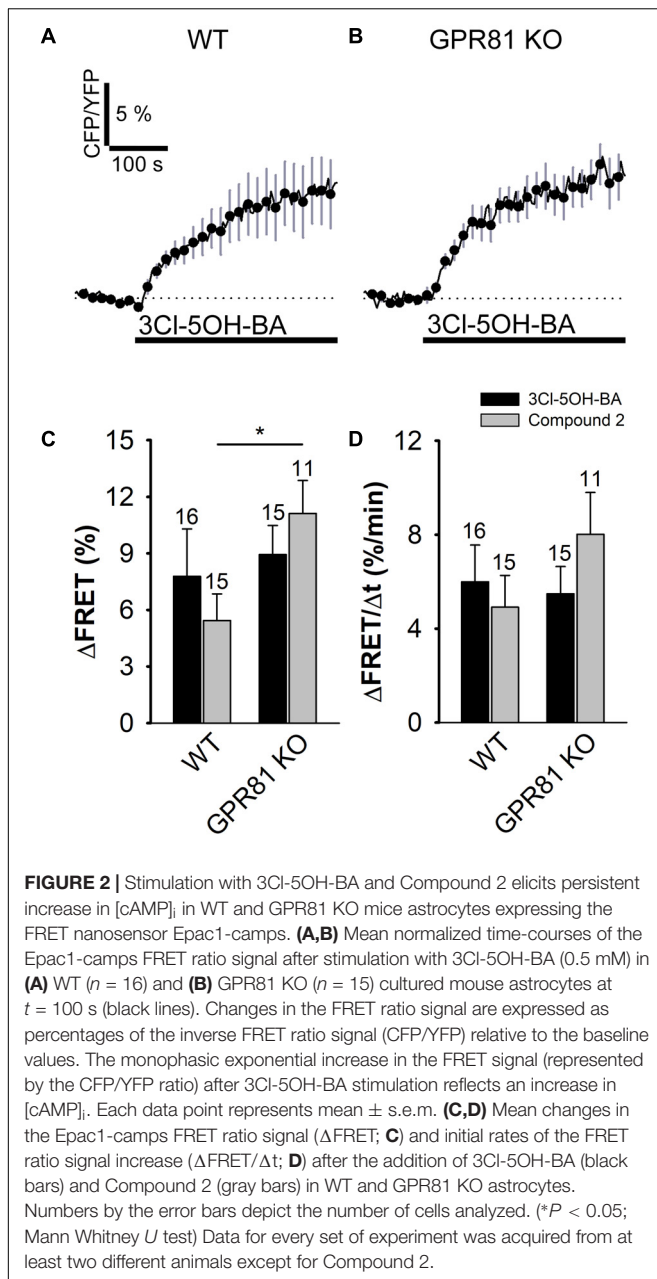 A WT
B GPR81 KO
CFP/YFP
5 %
100 s
3Cl-5OH-BA
3Cl-5OH-BA
3Cl-5OH-BA
Compound 2
C
ΔFRET (%)
15
12
9
6
3
0
*
16
15
15
11
WT
GPR81 KO
D
ΔFRET/Δt (%/min)
12
8
4
0
16
15
15
11
WT
GPR81 KO
FIGURE 2 | Stimulation with 3Cl-5OH-BA and Compound 2 elicits persistent
increase in [cAMP]i in WT and GPR81 KO mice astrocytes expressing the
FRET nanosensor Epac1-camps. (A,B) Mean normalized time-courses of the
Epac1-camps FRET ratio signal after stimulation with 3Cl-5OH-BA (0.5 mM) in
(A) WT (n = 16) and (B) GPR81 KO (n = 15) cultured mouse astrocytes at
t = 100 s (black lines). Changes in the FRET ratio signal are expressed as
percentages of the inverse FRET ratio signal (CFP/YFP) relative to the baseline
values. The monophasic exponential increase in the FRET signal (represented
by the CFP/YFP ratio) after 3Cl-5OH-BA stimulation reflects an increase in
[cAMP]i. Each data point represents mean ± s.e.m. (C,D) Mean changes in
the Epac1-camps FRET ratio signal (ΔFRET; C) and initial rates of the FRET
ratio signal increase (ΔFRET/Δt; D) after the addition of 3Cl-5OH-BA (black
bars) and Compound 2 (gray bars) in WT and GPR81 KO astrocytes.
Numbers by the error bars depict the number of cells analyzed. (*P < 0.05;
Mann Whitney U test) Data for every set of experiment was acquired from at
least two different animals except for Compound 2.